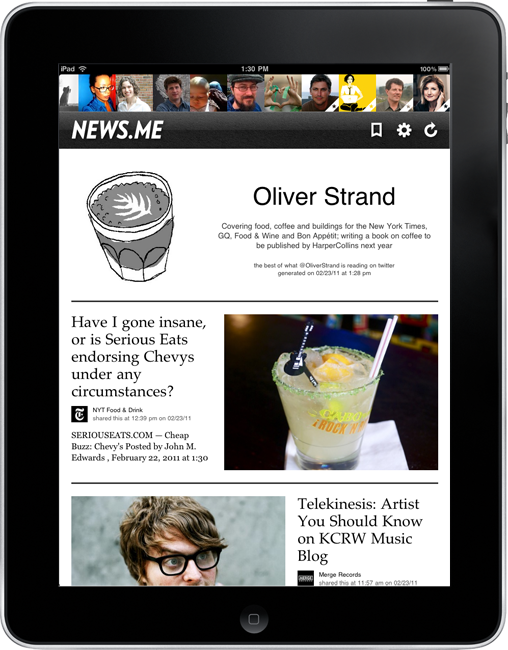 iPad 1:30 PM 100%
NEWS.ME
Oliver Strand
Covering food, coffee and buildings for the New York Times,
GQ, Food & Wine and Bon Appétit; writing a book on coffee to
be published by HarperCollins next year
the best of what @OliverStrand is reading on twitter
generated on 02/23/11 at 1:28 pm
Have I gone insane,
or is Serious Eats
endorsing Chevys
under any
circumstances?
NYT Food & Drink
shared this at 12:39 pm on 02/23/11
SERIOUSEATS.COM — Cheap
Buzz: Chevy's Posted by John M.
Edwards , February 22, 2011 at 1:30
Telekinesis: Artist
You Should Know
on KCRW Music
Blog
Merge Records
shared this at 11:57 am on 02/23/11